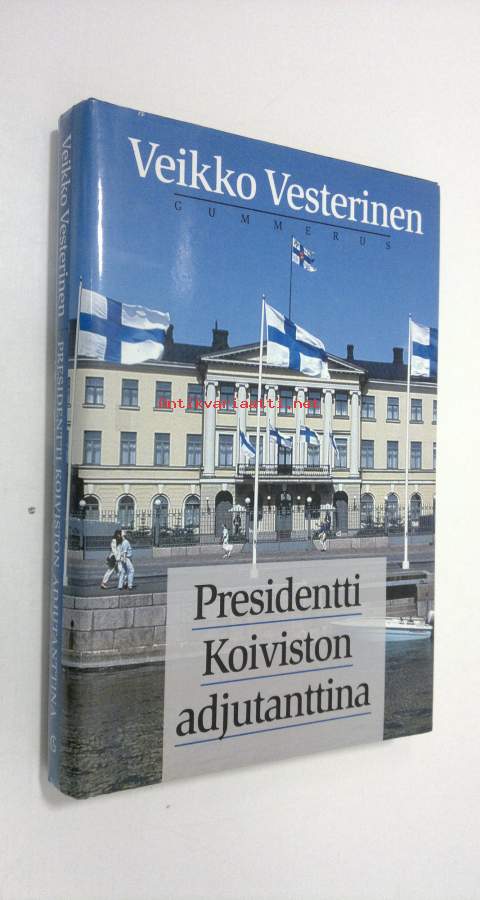 Veikko Vesterinen
GUMMERUS
Presidentti
Koiviston
adjutanttina
Veikko Vesterinen PRESIDENTTI KOIVISTON ADJUTANTTINA
antikvariaatti.net